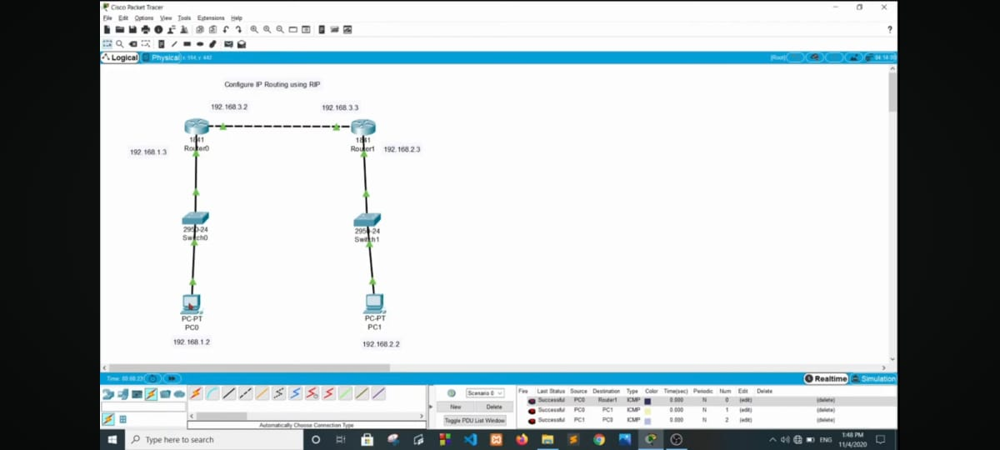 Cisco Packet Tracer
File Edit Options View Tools Extensions Help
?
Logical Physical x: 154, y: 442 [Root] 04:14:30
Configure IP Routing using RIP
192.168.3.2 192.168.3.3
1841 1841
Router0 Router1
192.168.1.3 192.168.2.3
2950-24 2950-24
Switch0 Switch1
PC-PT PC-PT
PC0 PC1
192.168.1.2 192.168.2.2
Time: 00:08:23 Realtime Simulation
Scenario 0 Fire Last Status Source Destination Type Color Time(sec) Periodic Num Edit Delete
Successful PC0 Router1 ICMP 0.000 N 0 (edit) (delete)
New Delete Successful PC0 PC1 ICMP 0.000 N 1 (edit) (delete)
Toggle PDU List Window Successful PC1 PC0 ICMP 0.000 N 2 (edit) (delete)
Automatically Choose Connection Type
Type here to search ENG 1:48 PM
11/4/2020